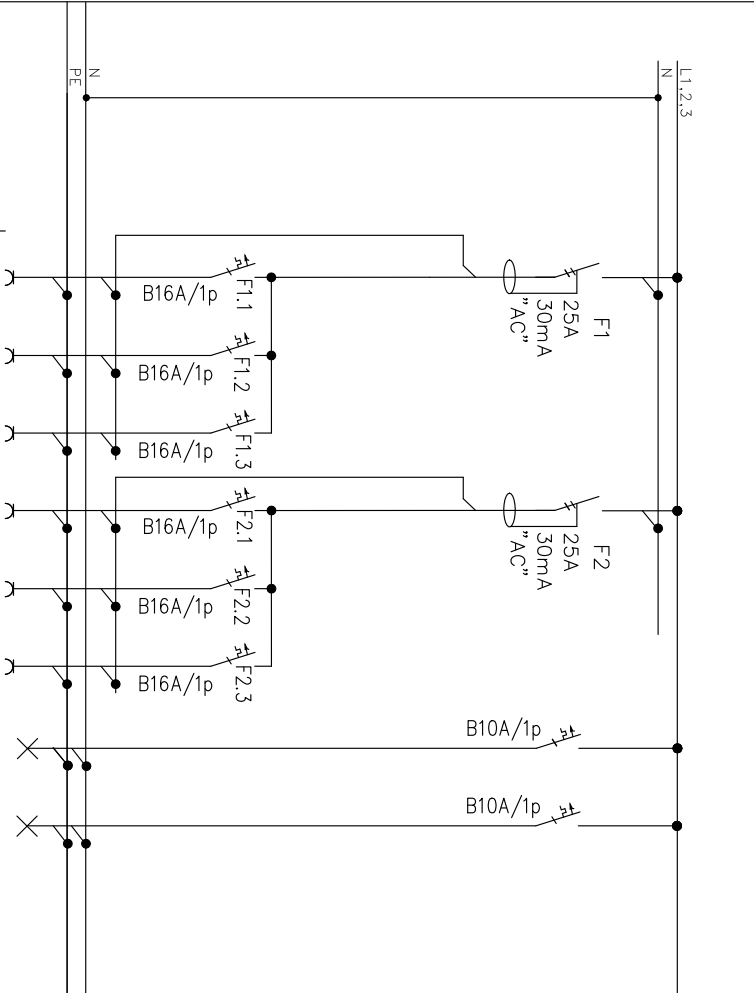 N
PE
L1,2,3
N
F1
25A
30mA
"AC"
F1.1
B16A/1p
F1.2
B16A/1p
F1.3
B16A/1p
F2
25A
30mA
"AC"
F2.1
B16A/1p
F2.2
B16A/1p
F2.3
B16A/1p
B10A/1p
B10A/1p